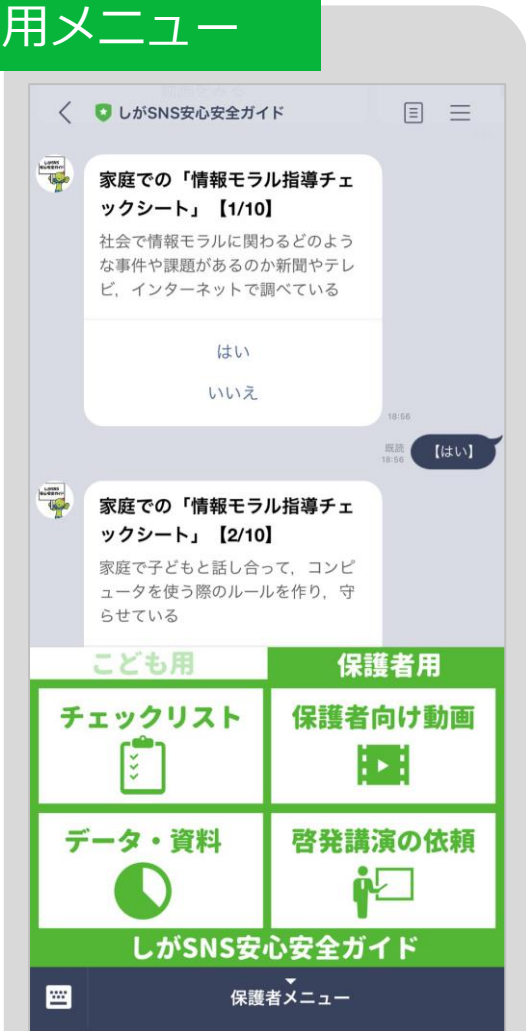 用メニュー
しがSNS安心安全ガイド
家庭での「情報モラル指導チェ
ックシート」【1/10】
社会で情報モラルに関わるどのよう
な事件や課題があるのか新聞やテレ
ビ，インターネットで調べている
はい
いいえ
18:56
既読
18:56
【はい】
家庭での「情報モラル指導チェ
ックシート」【2/10】
家庭で子どもと話し合って，コンピ
ュータを使う際のルールを作り，守
らせている
こども用
保護者用
チェックリスト
保護者向け動画
データ・資料
啓発講演の依頼
しがSNS安心安全ガイド
保護者メニュー